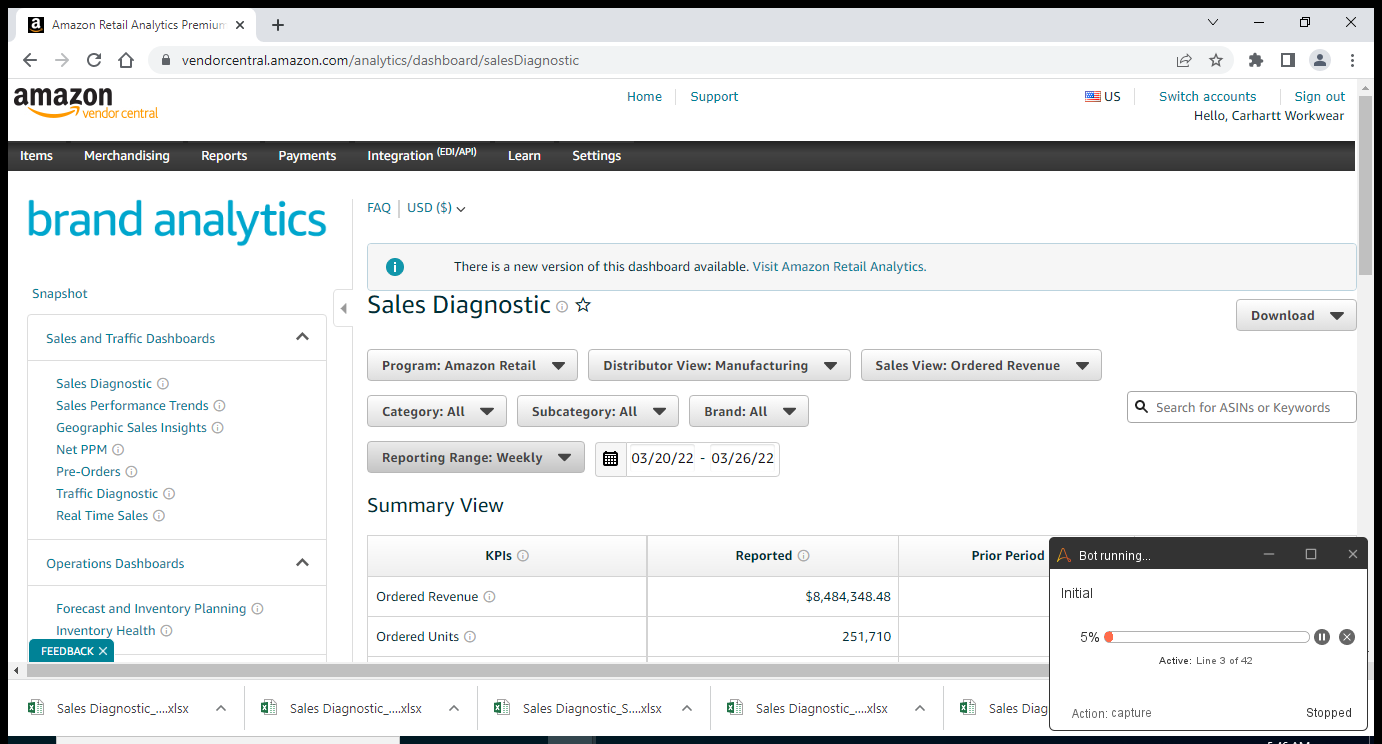 Amazon Retail Analytics Premium
vendorcentral.amazon.com/analytics/dashboard/salesDiagnostic
amazon
vendor central
Home
Support
US
Switch accounts
Sign out
Hello, Carhartt Workwear
Items
Merchandising
Reports
Payments
Integration (EDI/API)
Learn
Settings
brand analytics
FAQ
USD ($)
There is a new version of this dashboard available. Visit Amazon Retail Analytics.
Snapshot
Sales Diagnostic
Download
Sales and Traffic Dashboards
Program: Amazon Retail
Distributor View: Manufacturing
Sales View: Ordered Revenue
Sales Diagnostic
Sales Performance Trends
Geographic Sales Insights
Net PPM
Pre-Orders
Traffic Diagnostic
Real Time Sales
Category: All
Subcategory: All
Brand: All
Search for ASINs or Keywords
Reporting Range: Weekly
03/20/22 - 03/26/22
Summary View
Operations Dashboards
KPIs
Reported
Prior Period
Forecast and Inventory Planning
Inventory Health
Ordered Revenue
$8,484,348.48
Ordered Units
251,710
FEEDBACK
Bot running...
Initial
5%
Active: Line 3 of 42
Action: capture
Stopped
Sales Diagnostic_....xlsx
Sales Diagnostic_....xlsx
Sales Diagnostic_S....xlsx
Sales Diagnostic_....xlsx
Sales Diag